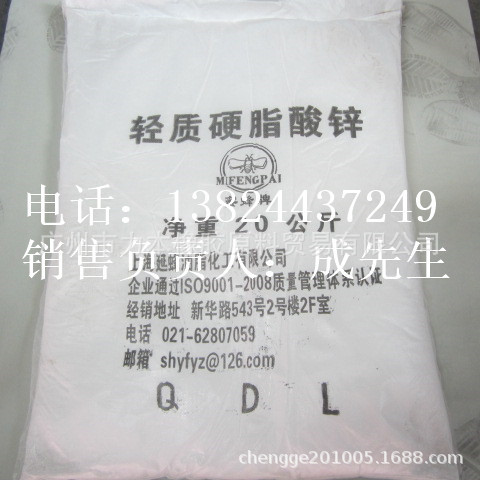 轻质硬脂酸锌
MIFENGPAI
电话：13824437249
净重 20 公斤
销售负责人：成先生
企业通过ISO9001-2008质量管理体系认证
经销地址 新华路543号2号楼2F室
电话 021-62807059
邮箱 shyfyz@126.com
Q D L
chengge201005.1688.com